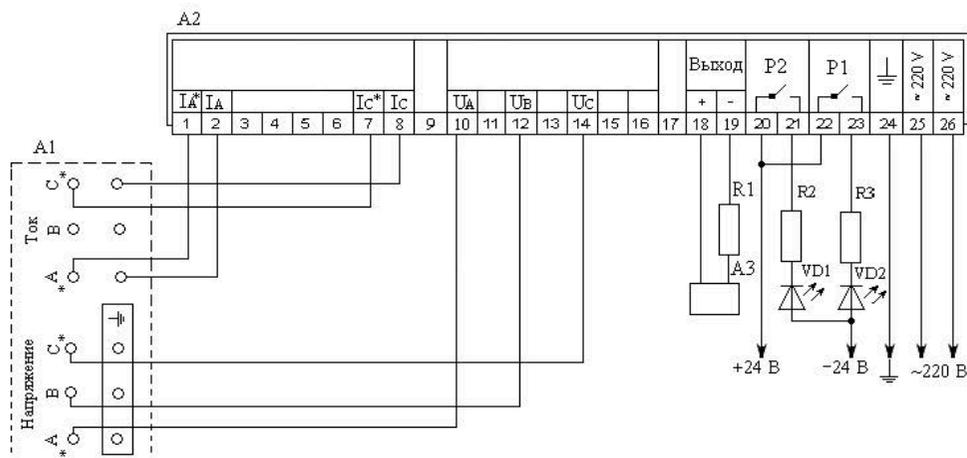 A2
Выход P2 P1 ≈ 220 V ≈ 220 V
IA* IA IC* IC UA UB UC + -
1 2 3 4 5 6 7 8 9 10 11 12 13 14 15 16 17 18 19 20 21 22 23 24 25 26
A1
C*
Ток
B
A*
R1 R2 R3
A3 VD1 VD2
Напряжение
C*
B
A*
+24 В -24 В ~220 В